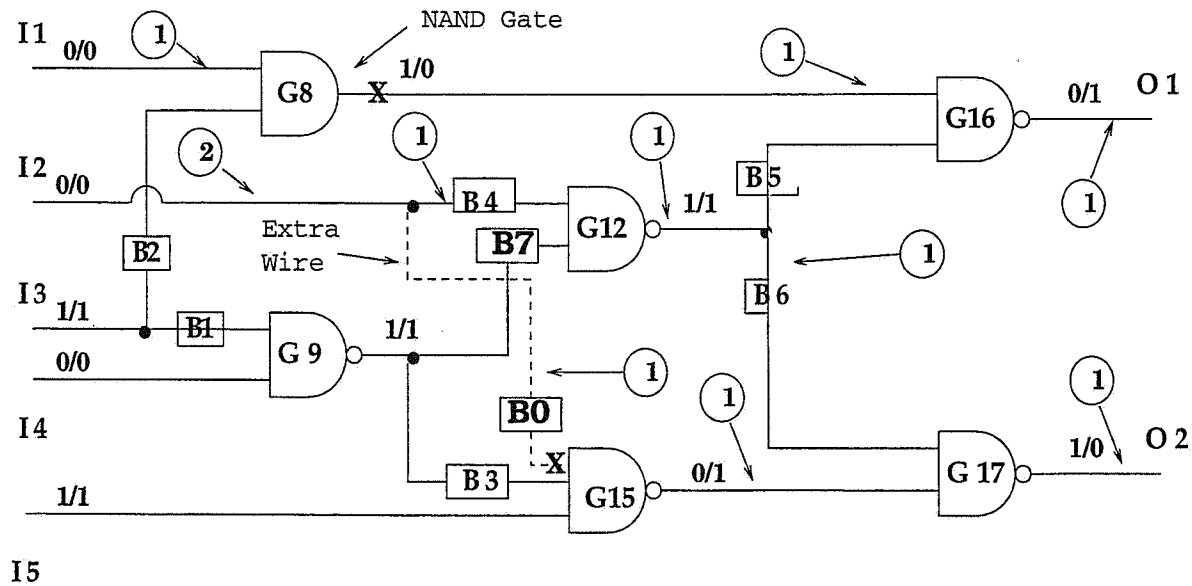 I1
0/0
1
NAND Gate
G8
X
1/0
1
G16
0/1
O 1
1
I2
0/0
2
1
B4
B7
G12
1
1/1
B5
Extra
Wire
B2
1
B 6
I3
1/1
B1
0/0
G 9
1/1
1
B0
X
1
1
I4
B3
G15
0/1
G 17
1/0
O 2
1/1
I5